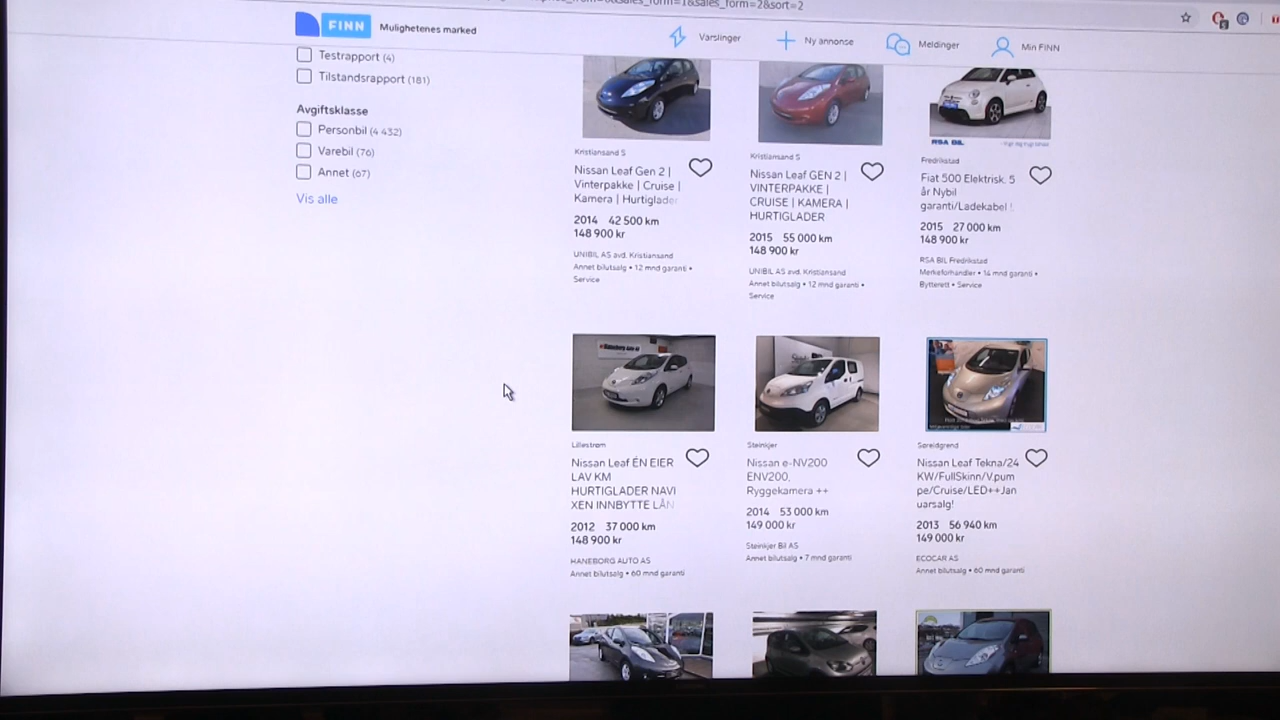 sales_form=1&sales_form=2&sort=2
FINN
Mulighetenes marked
Varslinger
Ny annonse
Meldinger
Min FINN
Testrapport (4)
Tilstandsrapport (181)
Avgiftsklasse
Personbil (4 432)
Varebil (76)
Annet (67)
Vis alle
Kristiansand S
Nissan Leaf Gen 2 |
Vinterpakke | Cruise |
Kamera | Hurtiglader
2014 42 500 km
148 900 kr
UNIBIL AS avd. Kristiansand
Annet bilutsalg • 12 mnd garanti •
Service
Kristiansand S
Nissan Leaf GEN 2 |
VINTERPAKKE |
CRUISE | KAMERA |
HURTIGLADER
2015 55 000 km
148 900 kr
UNIBIL AS avd. Kristiansand
Annet bilutsalg • 12 mnd garanti •
Service
RSA BIL
Fredrikstad
Fiat 500 Elektrisk. 5
år Nybil
garanti/Ladekabel !
2015 27 000 km
148 900 kr
RSA BIL Fredrikstad
Merkeforhandler • 14 mnd garanti •
Bytterett • Service
Lillestrøm
Nissan Leaf ÉN EIER
LAV KM
HURTIGLADER NAVI
XEN INNBYTTE LÅN
2012 37 000 km
148 900 kr
HANEBORG AUTO AS
Annet bilutsalg • 60 mnd garanti
Steinkjer
Nissan e-NV200
ENV200,
Ryggekamera ++
2014 53 000 km
149 000 kr
Steinkjer Bil AS
Annet bilutsalg • 7 mnd garanti
Søreidgrend
Nissan Leaf Tekna/24
KW/FullSkinn/V.pum
pe/Cruise/LED++Jan
uarsalg!
2013 56 940 km
149 000 kr
ECOCAR AS
Annet bilutsalg • 60 mnd garanti